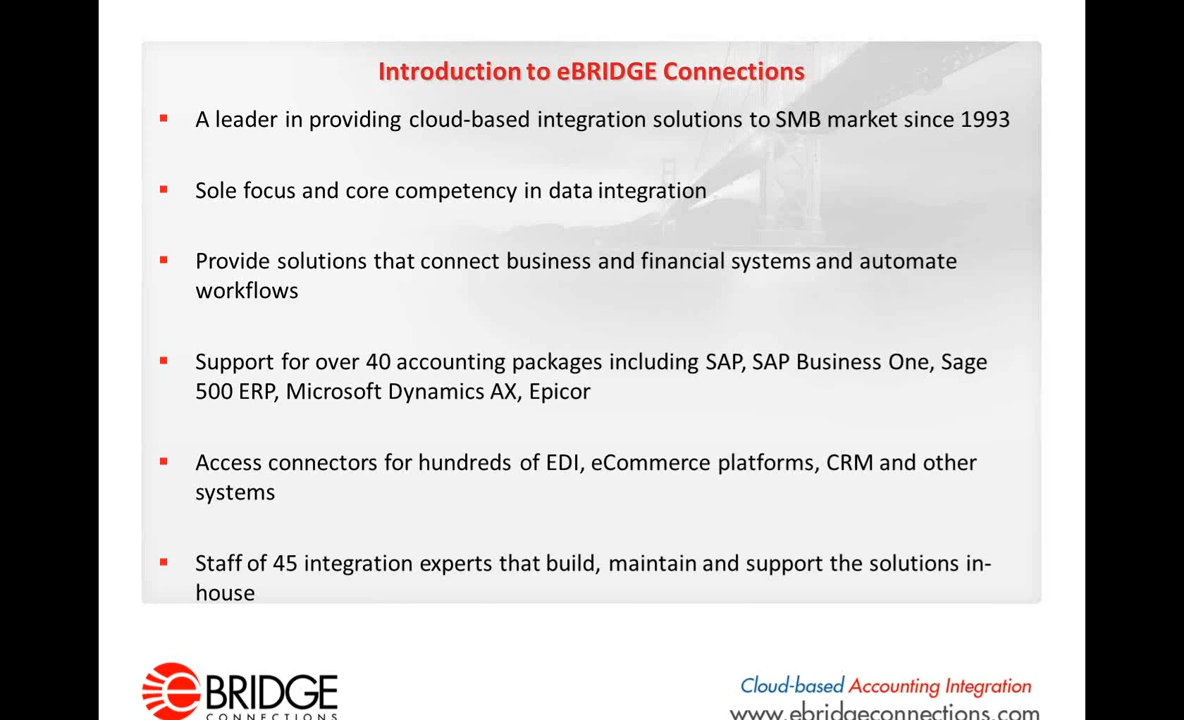 Introduction to eBRIDGE Connections
▪ A leader in providing cloud-based integration solutions to SMB market since 1993
▪ Sole focus and core competency in data integration
▪ Provide solutions that connect business and financial systems and automate
workflows
▪ Support for over 40 accounting packages including SAP, SAP Business One, Sage
500 ERP, Microsoft Dynamics AX, Epicor
▪ Access connectors for hundreds of EDI, eCommerce platforms, CRM and other
systems
▪ Staff of 45 integration experts that build, maintain and support the solutions in-
house
eBRIDGE
CONNECTIONS
Cloud-based Accounting Integration
www.ebridgeconnections.com